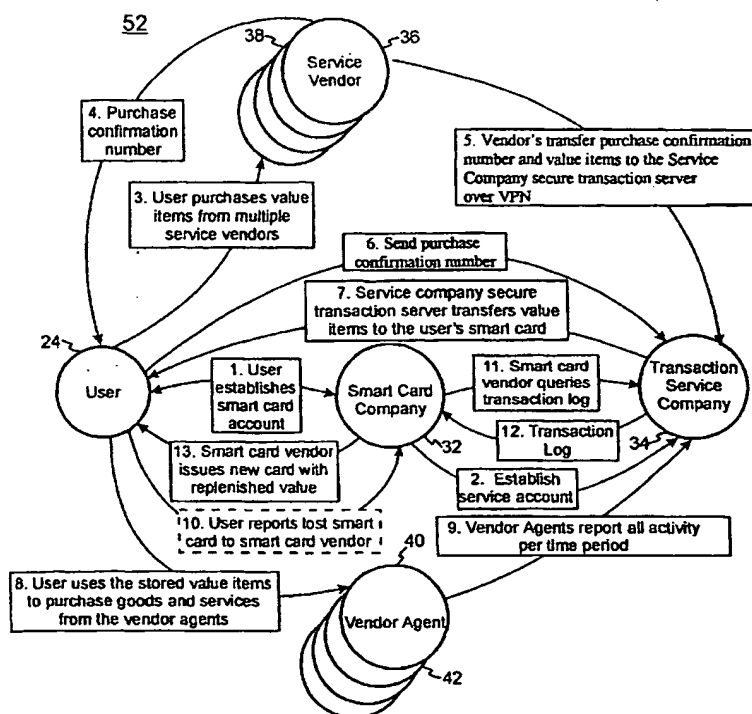 52
38
36
Service
Vendor
4. Purchase
confirmation
number
5. Vendor's transfer purchase confirmation
number and value items to the Service
Company secure transaction server
over VPN
3. User purchases value
items from multiple
service vendors
6. Send purchase
confirmation number
7. Service company secure
transaction server transfers value
items to the user's smart card
24
User
1. User
establishes
smart card
account
Smart Card
Company
32
11. Smart card
vendor queries
transaction log
Transaction
Service
Company
34
12. Transaction
Log
13. Smart card vendor
issues new card with
replenished value
2. Establish
service account
10. User reports lost smart
card to smart card vendor
9. Vendor Agents report all activity
per time period
40
8. User uses the stored value items
to purchase goods and services
from the vendor agents
Vendor Agent
42